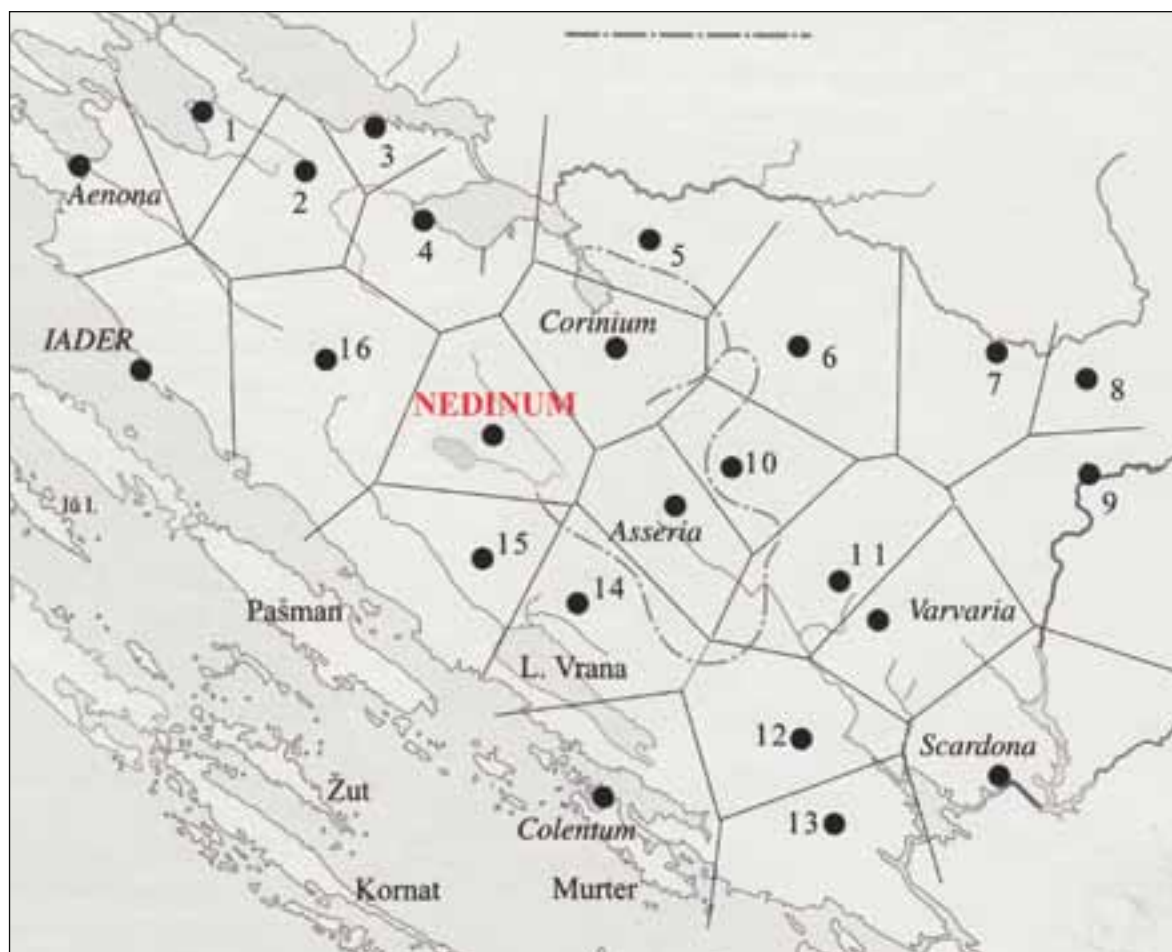 1
3
2
Aenona
4
5
IADER
16
Corinium
6
7
8
NEDINUM
10
9
Asseria
15
14
11
Varvaria
Pašman
L. Vrana
12
Scardona
Žut
Colentum
13
Kornat
Murter